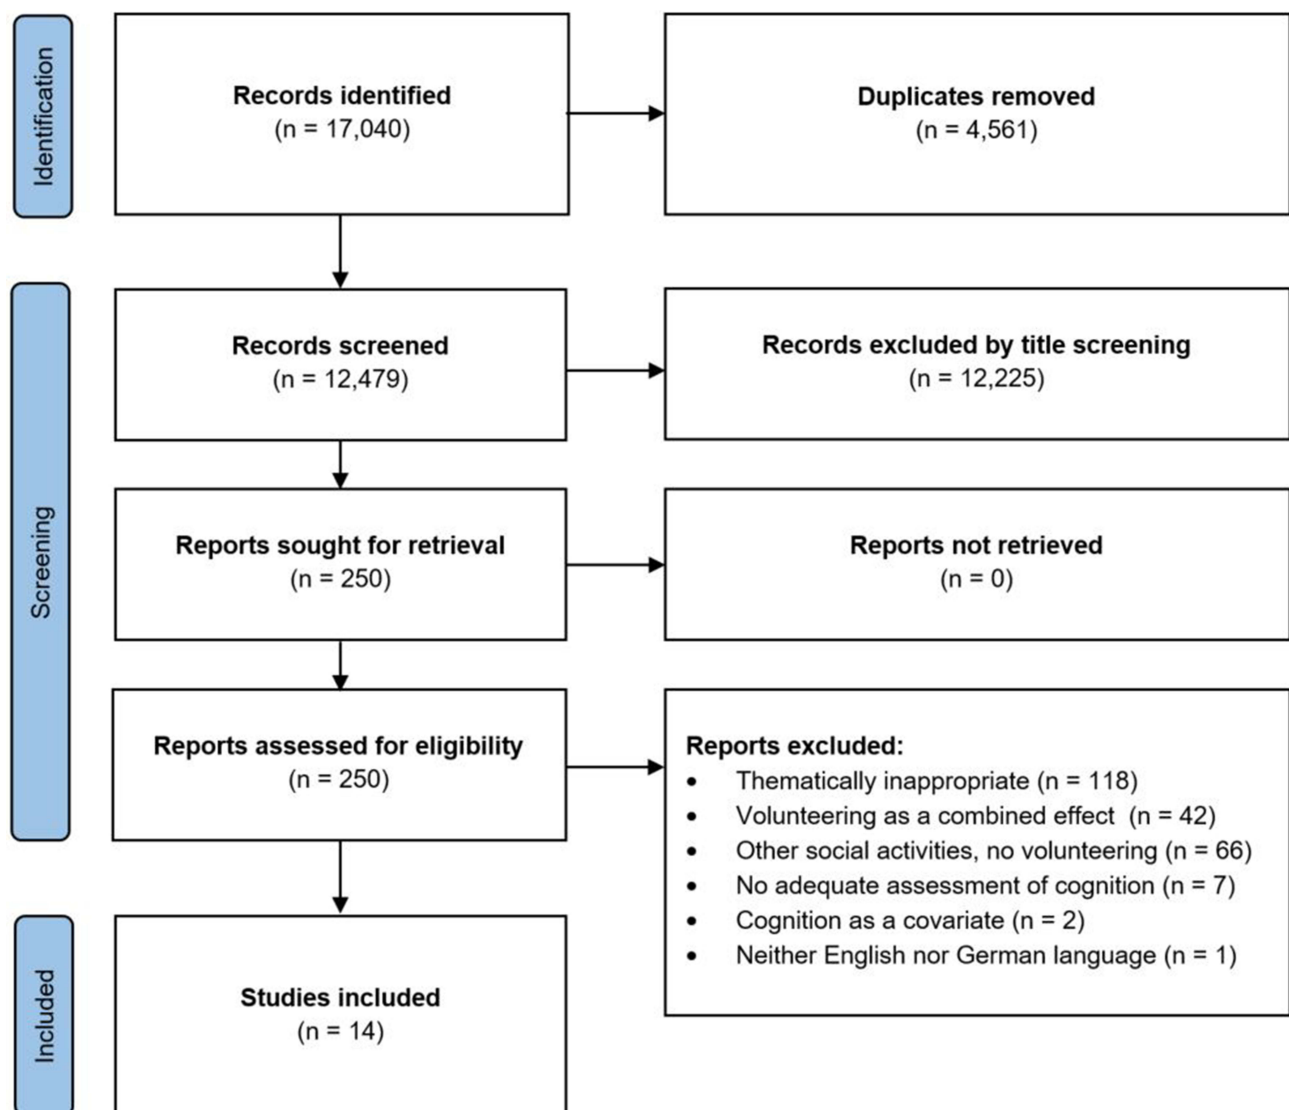 Identification
Records identified
(n = 17,040)
Duplicates removed
(n = 4,561)
Screening
Records screened
(n = 12,479)
Records excluded by title screening
(n = 12,225)
Reports sought for retrieval
(n = 250)
Reports not retrieved
(n = 0)
Reports assessed for eligibility
(n = 250)
Reports excluded:
• Thematically inappropriate (n = 118)
• Volunteering as a combined effect (n = 42)
• Other social activities, no volunteering (n = 66)
• No adequate assessment of cognition (n = 7)
• Cognition as a covariate (n = 2)
• Neither English nor German language (n = 1)
Included
Studies included
(n = 14)